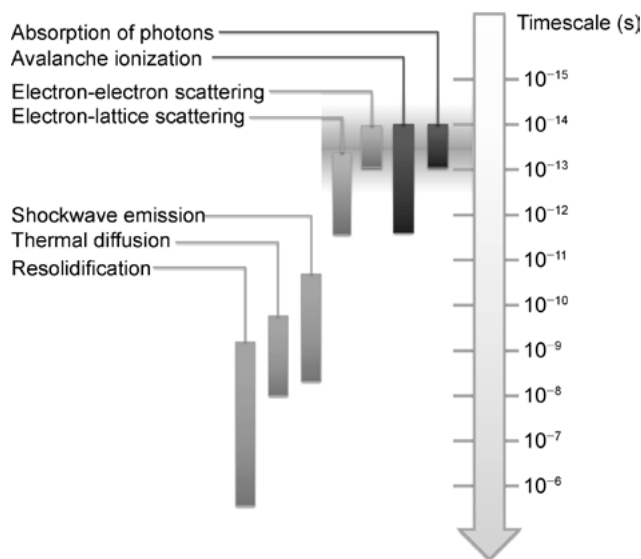 Timescale (s)
Absorption of photons
Avalanche ionization
Electron-electron scattering
Electron-lattice scattering
Shockwave emission
Thermal diffusion
Resolidification
10⁻¹⁵
10⁻¹⁴
10⁻¹³
10⁻¹²
10⁻¹¹
10⁻¹⁰
10⁻⁹
10⁻⁸
10⁻⁷
10⁻⁶